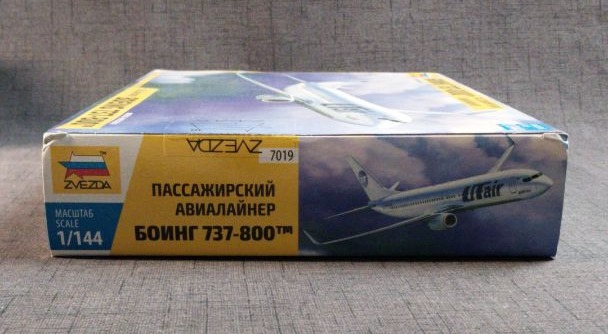 ZVEZDA
7019
ZVEZDA
МАСШТАБ
SCALE
1/144
ПАССАЖИРСКИЙ
АВИАЛАЙНЕР
БОИНГ 737-800™
UTair